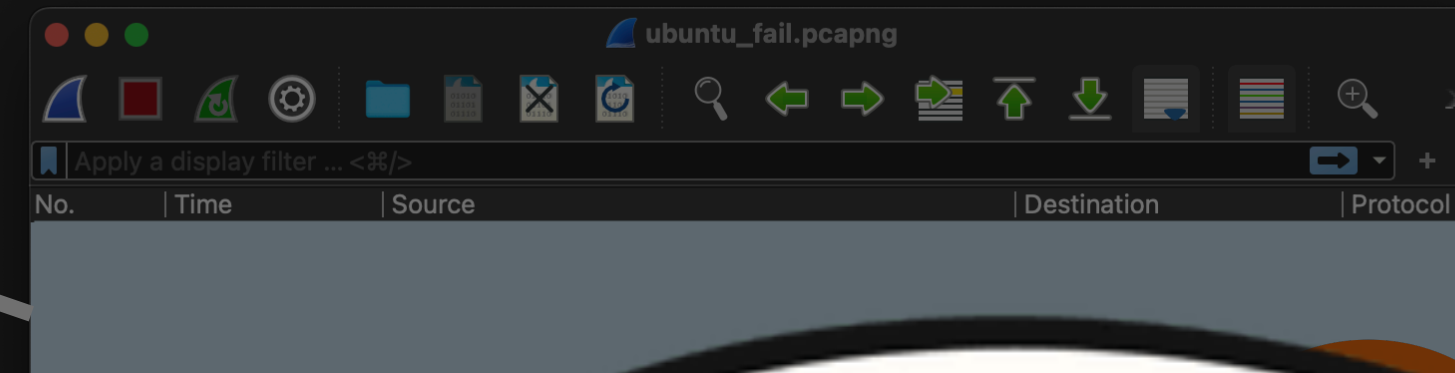 ubuntu_fail.pcapng
Apply a display filter ... <⌘/>
No. Time Source Destination Protocol